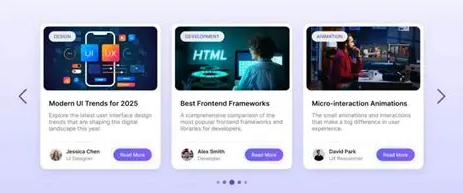 DESIGN
UI
UX
Modern UI Trends for 2025
Explore the latest user interface design
trends that are shaping the digital
landscape this year.
Jessica Chen
UI Designer
Read More
DEVELOPMENT
HTML
Best Frontend Frameworks
A comprehensive comparison of the
most popular frontend frameworks and
libraries for developers.
Alex Smith
Developer
Read More
ANIMATION
Micro-interaction Animations
The small animations and interactions
that make a big difference in user
experience.
David Park
UX Researcher
Read More